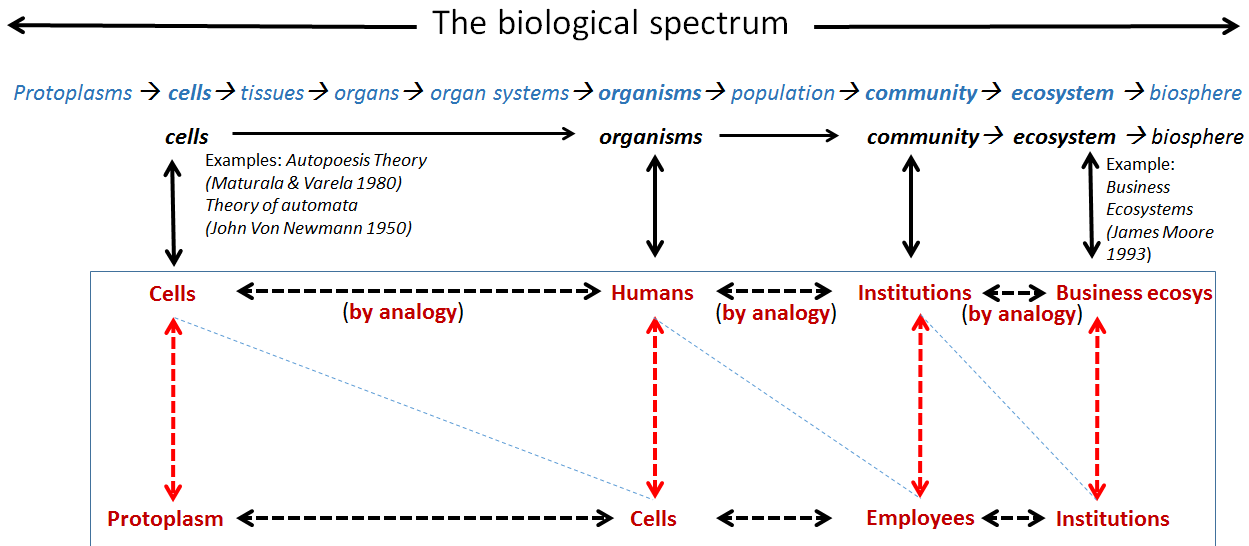 The biological spectrum
Protoplasms → cells→ tissues→ organs→ organ systems→ organisms→ population→ community→ ecosystem → biosphere
cells organisms community→ ecosystem → biosphere
Examples: Autopoesis Theory
(Maturala & Varela 1980)
Theory of automata
(John Von Newmann 1950)
Example:
Business
Ecosystems
(James Moore
1993)
Cells Humans Institutions Business ecosys
(by analogy) (by analogy) (by analogy)
Protoplasm Cells Employees Institutions